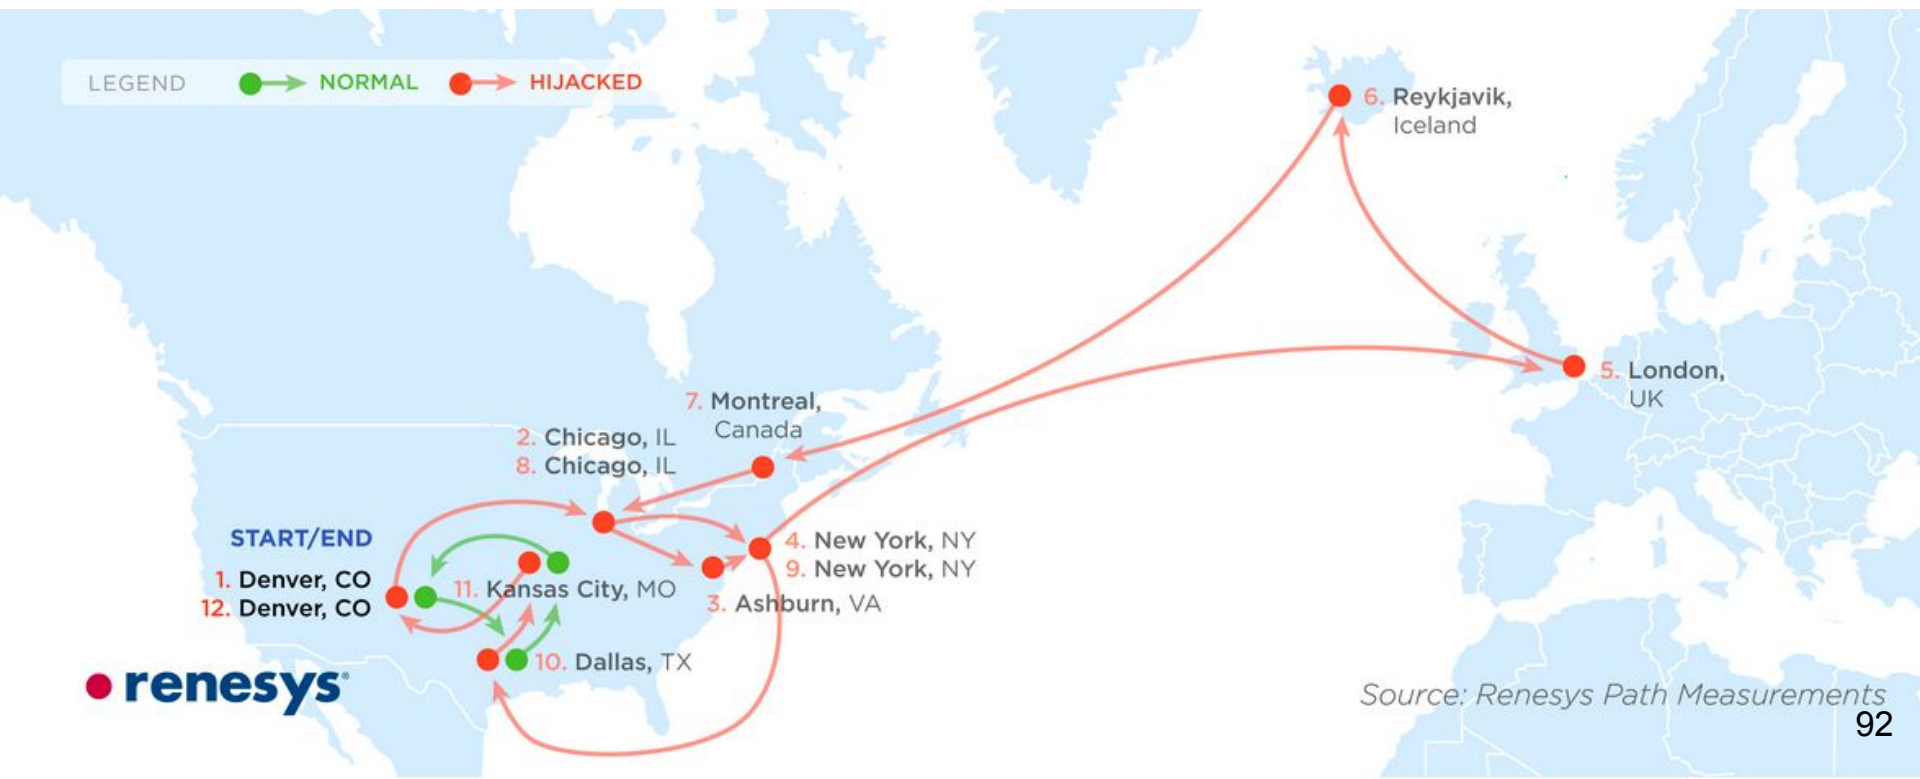 LEGEND NORMAL HIJACKED
6. Reykjavik,
Iceland
5. London,
UK
7. Montreal,
Canada
2. Chicago, IL
8. Chicago, IL
START/END
1. Denver, CO
12. Denver, CO
4. New York, NY
9. New York, NY
11. Kansas City, MO
3. Ashburn, VA
10. Dallas, TX
renesys
Source: Renesys Path Measurements
92